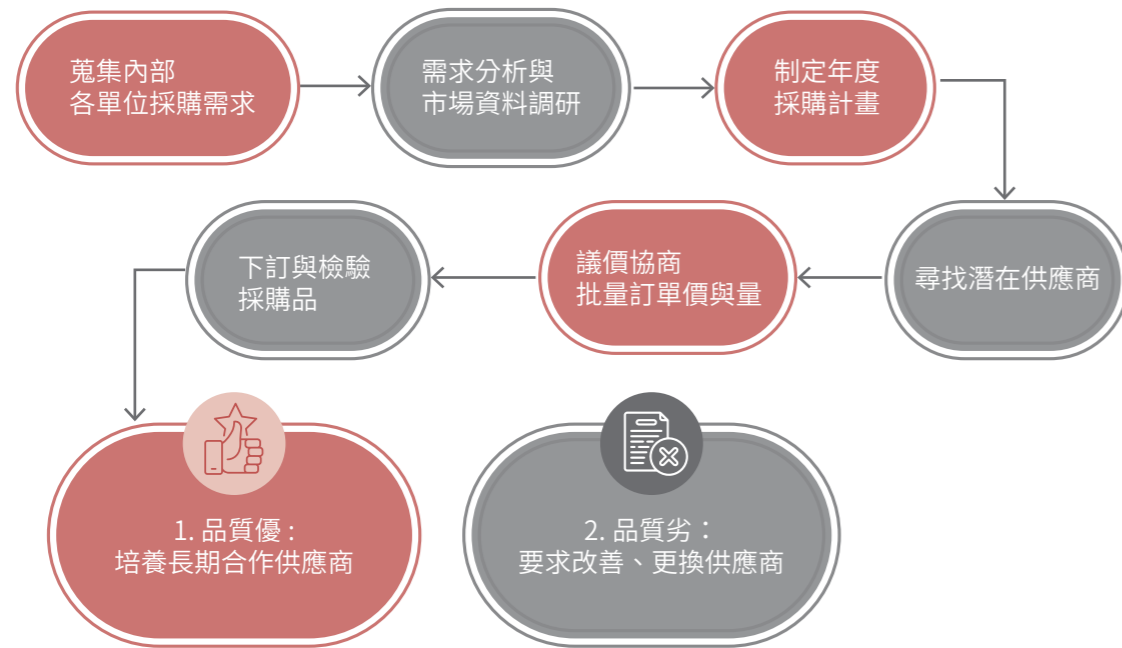 蒐集內部
各單位採購需求
需求分析與
市場資料調研
制定年度
採購計畫
尋找潛在供應商
議價協商
批量訂單價與量
下訂與檢驗
採購品
1. 品質優 :
培養長期合作供應商
2. 品質劣：
要求改善、更換供應商